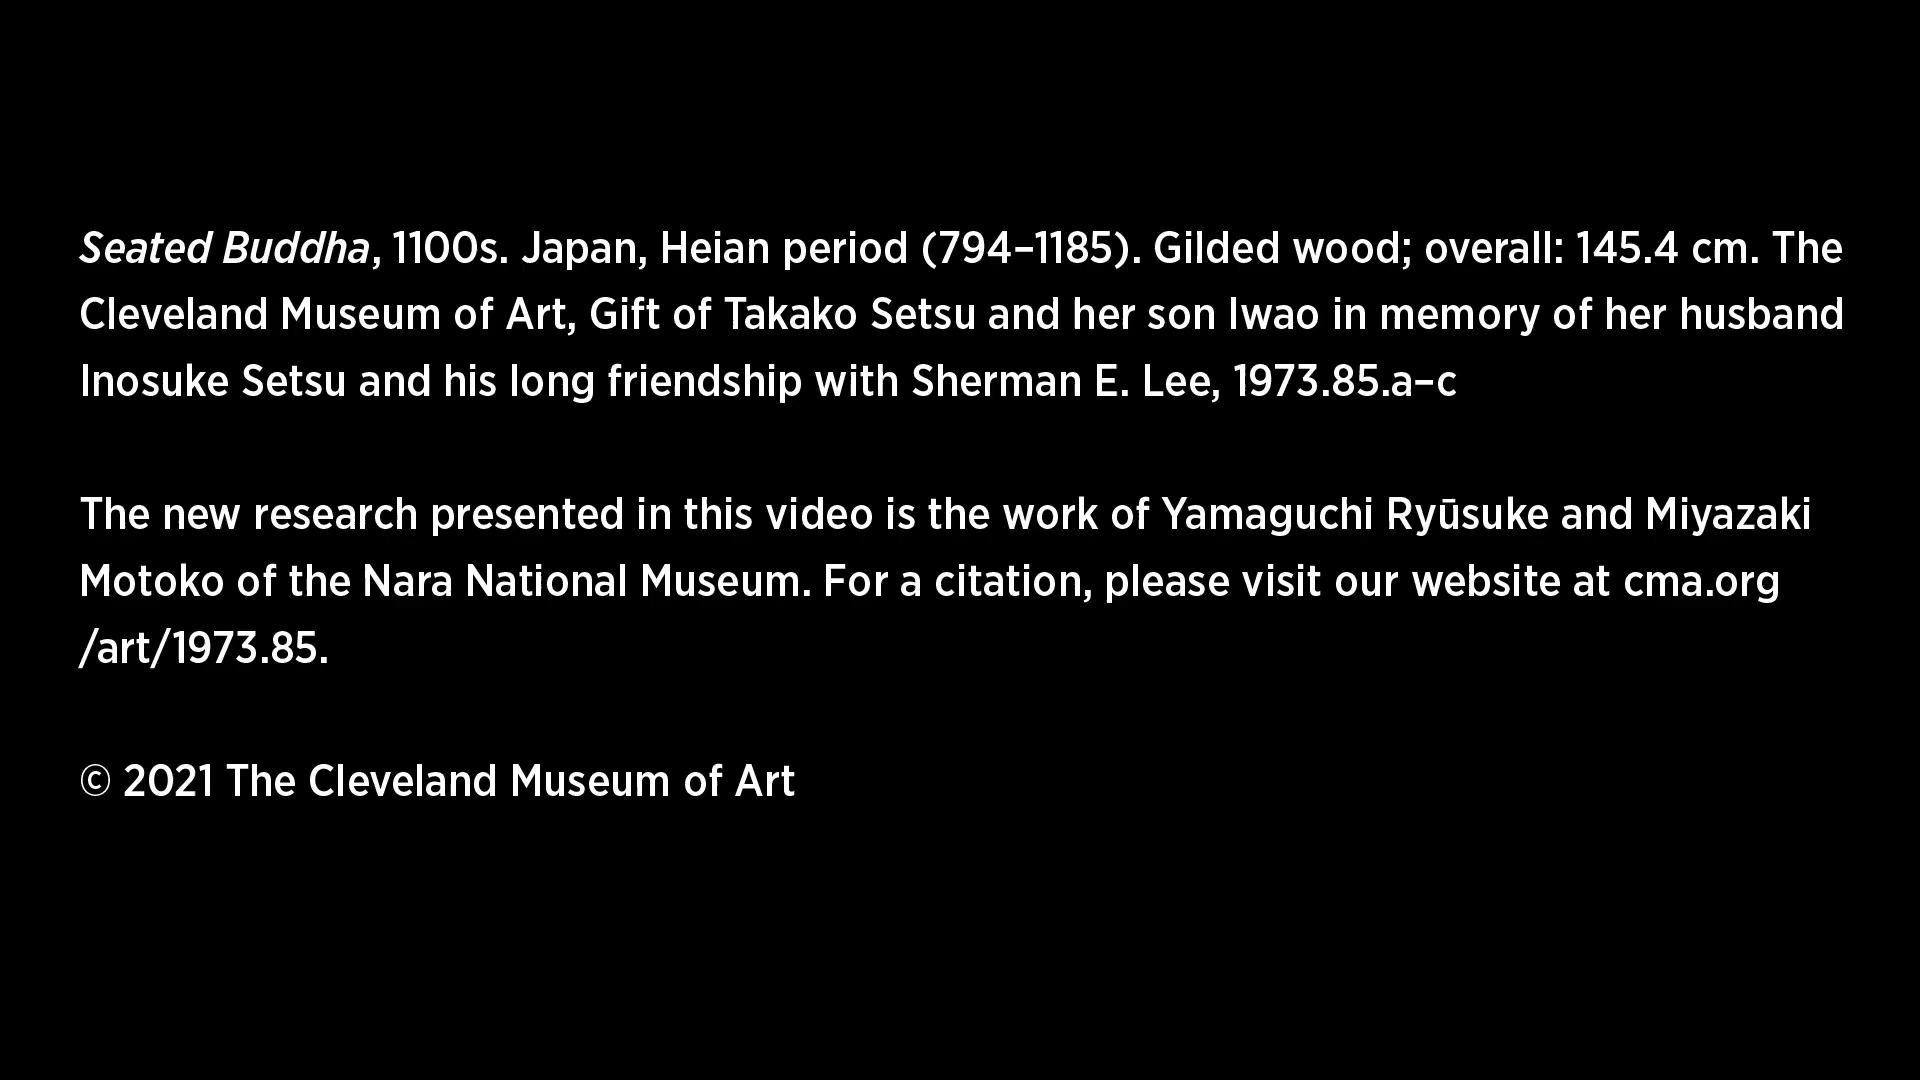 Seated Buddha, 1100s. Japan, Heian period (794–1185). Gilded wood; overall: 145.4 cm. The
Cleveland Museum of Art, Gift of Takako Setsu and her son Iwao in memory of her husband
Inosuke Setsu and his long friendship with Sherman E. Lee, 1973.85.a–c
The new research presented in this video is the work of Yamaguchi Ryūsuke and Miyazaki
Motoko of the Nara National Museum. For a citation, please visit our website at cma.org
/art/1973.85.
© 2021 The Cleveland Museum of Art